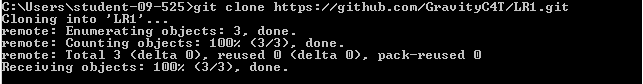 C:\Users\student-09-525>git clone https://github.com/GravityC4T/LR1.git
Cloning into 'LR1'...
remote: Enumerating objects: 3, done.
remote: Counting objects: 100% (3/3), done.
remote: Total 3 (delta 0), reused 0 (delta 0), pack-reused 0
Receiving objects: 100% (3/3), done.